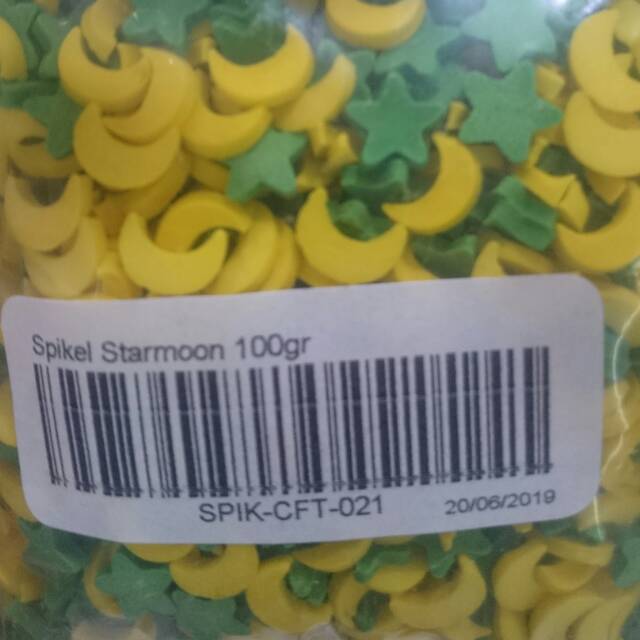 Spikel Starmoon 100gr
SPIK-CFT-021 20/06/2019